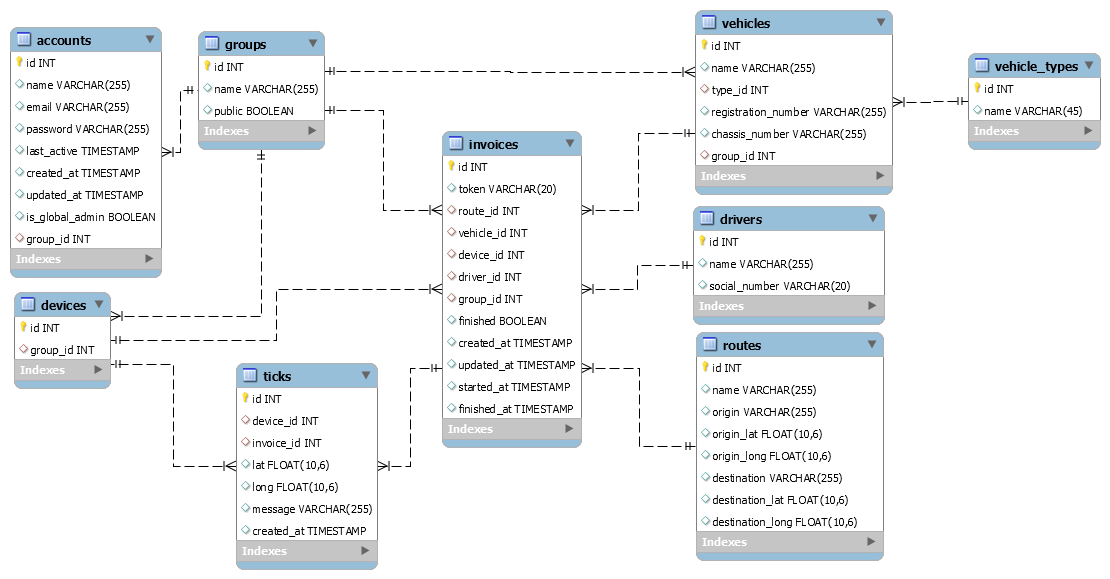 accounts
id INT
name VARCHAR(255)
email VARCHAR(255)
password VARCHAR(255)
last_active TIMESTAMP
created_at TIMESTAMP
updated_at TIMESTAMP
is_global_admin BOOLEAN
group_id INT
Indexes
groups
id INT
name VARCHAR(255)
public BOOLEAN
Indexes
vehicles
id INT
name VARCHAR(255)
type_id INT
registration_number VARCHAR(255)
chassis_number VARCHAR(255)
group_id INT
Indexes
vehicle_types
id INT
name VARCHAR(45)
Indexes
invoices
id INT
token VARCHAR(20)
route_id INT
vehicle_id INT
device_id INT
driver_id INT
group_id INT
finished BOOLEAN
created_at TIMESTAMP
updated_at TIMESTAMP
started_at TIMESTAMP
finished_at TIMESTAMP
Indexes
drivers
id INT
name VARCHAR(255)
social_number VARCHAR(20)
Indexes
devices
id INT
group_id INT
Indexes
ticks
id INT
device_id INT
invoice_id INT
lat FLOAT(10,6)
long FLOAT(10,6)
message VARCHAR(255)
created_at TIMESTAMP
Indexes
routes
id INT
name VARCHAR(255)
origin VARCHAR(255)
origin_lat FLOAT(10,6)
origin_long FLOAT(10,6)
destination VARCHAR(255)
destination_lat FLOAT(10,6)
destination_long FLOAT(10,6)
Indexes